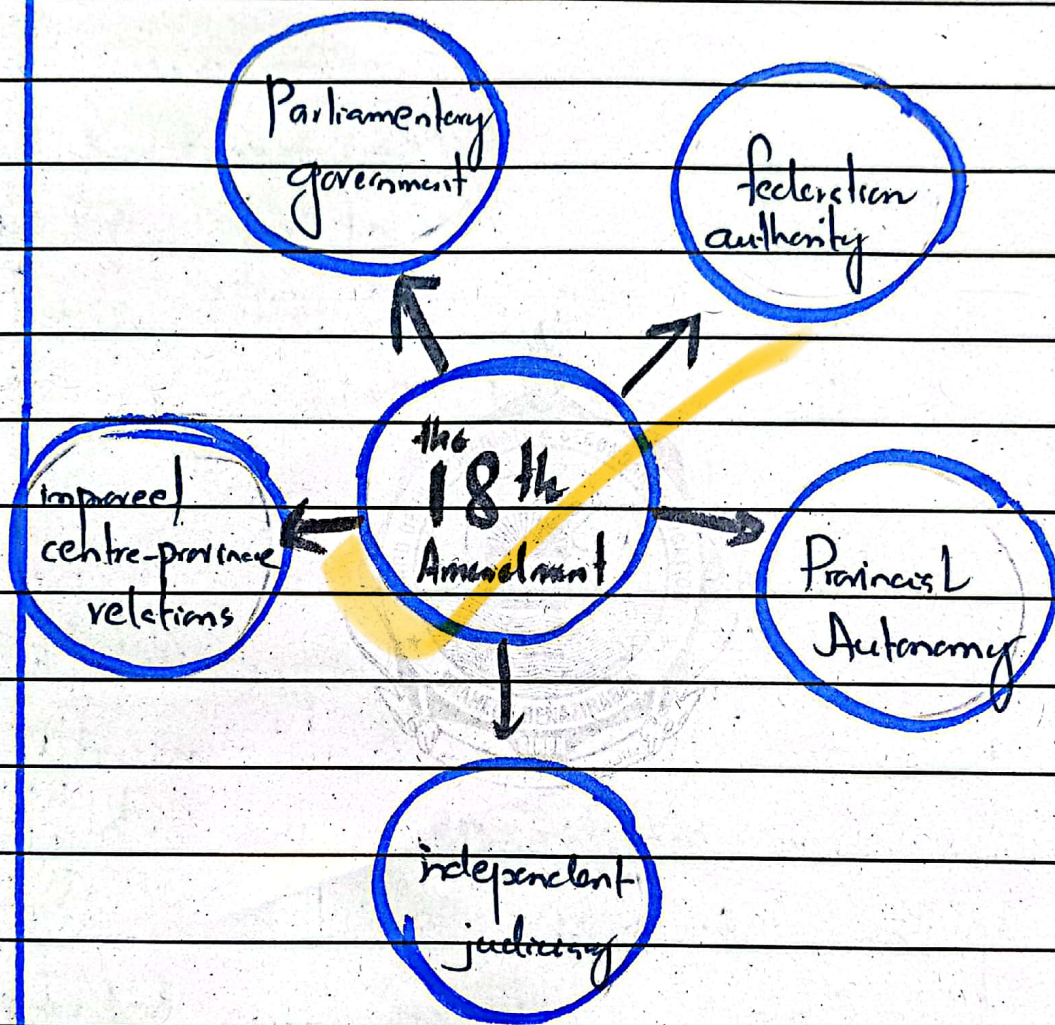 Parliamentary
government
federation
authority
the
18th
Amendment
improved
centre-province
relations
Provincial
Autonomy
independent
judiciary